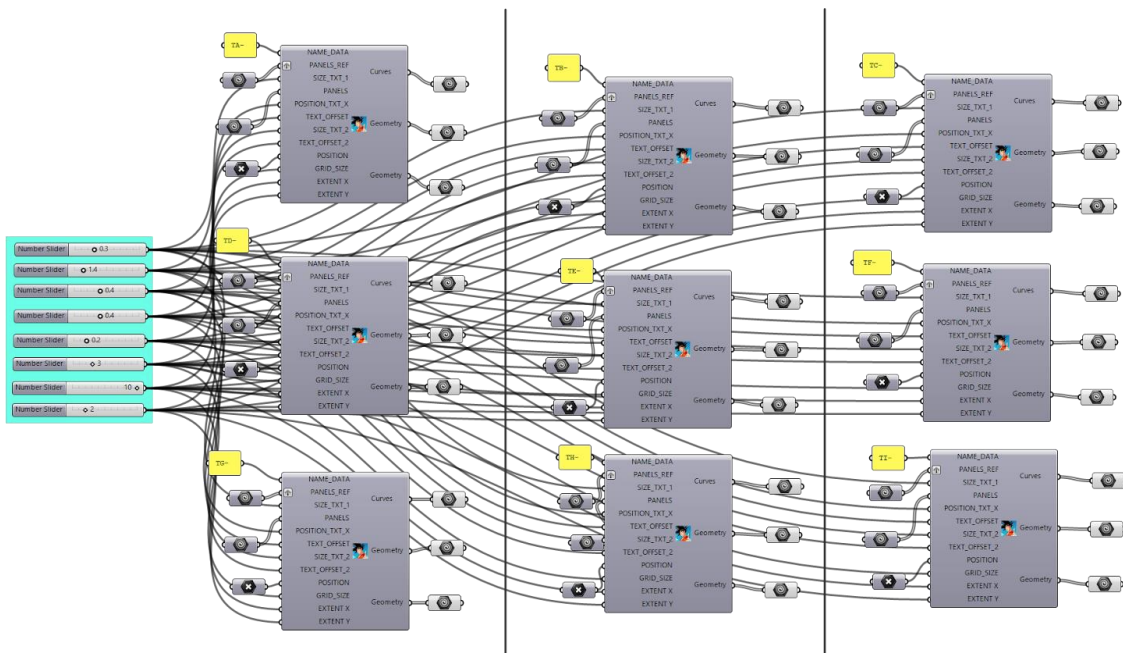 Number Slider 0.3
Number Slider 1.4
Number Slider 0.4
Number Slider 0.4
Number Slider 0.2
Number Slider 3
Number Slider 10
Number Slider 2
TA-
NAME_DATA
PANELS_REF
SIZE_TXT_1
PANELS
POSITION_TXT_X
TEXT_OFFSET
SIZE_TXT_2
TEXT_OFFSET_2
POSITION
GRID_SIZE
EXTENT X
EXTENT Y
Curves
Geometry
Geometry
TD-
NAME_DATA
PANELS_REF
SIZE_TXT_1
PANELS
POSITION_TXT_X
TEXT_OFFSET
SIZE_TXT_2
TEXT_OFFSET_2
POSITION
GRID_SIZE
EXTENT X
EXTENT Y
Curves
Geometry
Geometry
TG-
NAME_DATA
PANELS_REF
SIZE_TXT_1
PANELS
POSITION_TXT_X
TEXT_OFFSET
SIZE_TXT_2
TEXT_OFFSET_2
POSITION
GRID_SIZE
EXTENT X
EXTENT Y
Curves
Geometry
Geometry
TB-
NAME_DATA
PANELS_REF
SIZE_TXT_1
PANELS
POSITION_TXT_X
TEXT_OFFSET
SIZE_TXT_2
TEXT_OFFSET_2
POSITION
GRID_SIZE
EXTENT X
EXTENT Y
Curves
Geometry
Geometry
TE-
NAME_DATA
PANELS_REF
SIZE_TXT_1
PANELS
POSITION_TXT_X
TEXT_OFFSET
SIZE_TXT_2
TEXT_OFFSET_2
POSITION
GRID_SIZE
EXTENT X
EXTENT Y
Curves
Geometry
Geometry
TH-
NAME_DATA
PANELS_REF
SIZE_TXT_1
PANELS
POSITION_TXT_X
TEXT_OFFSET
SIZE_TXT_2
TEXT_OFFSET_2
POSITION
GRID_SIZE
EXTENT X
EXTENT Y
Curves
Geometry
Geometry
TC-
NAME_DATA
PANELS_REF
SIZE_TXT_1
PANELS
POSITION_TXT_X
TEXT_OFFSET
SIZE_TXT_2
TEXT_OFFSET_2
POSITION
GRID_SIZE
EXTENT X
EXTENT Y
Curves
Geometry
Geometry
TF-
NAME_DATA
PANELS_REF
SIZE_TXT_1
PANELS
POSITION_TXT_X
TEXT_OFFSET
SIZE_TXT_2
TEXT_OFFSET_2
POSITION
GRID_SIZE
EXTENT X
EXTENT Y
Curves
Geometry
Geometry
TI-
NAME_DATA
PANELS_REF
SIZE_TXT_1
PANELS
POSITION_TXT_X
TEXT_OFFSET
SIZE_TXT_2
TEXT_OFFSET_2
POSITION
GRID_SIZE
EXTENT X
EXTENT Y
Curves
Geometry
Geometry